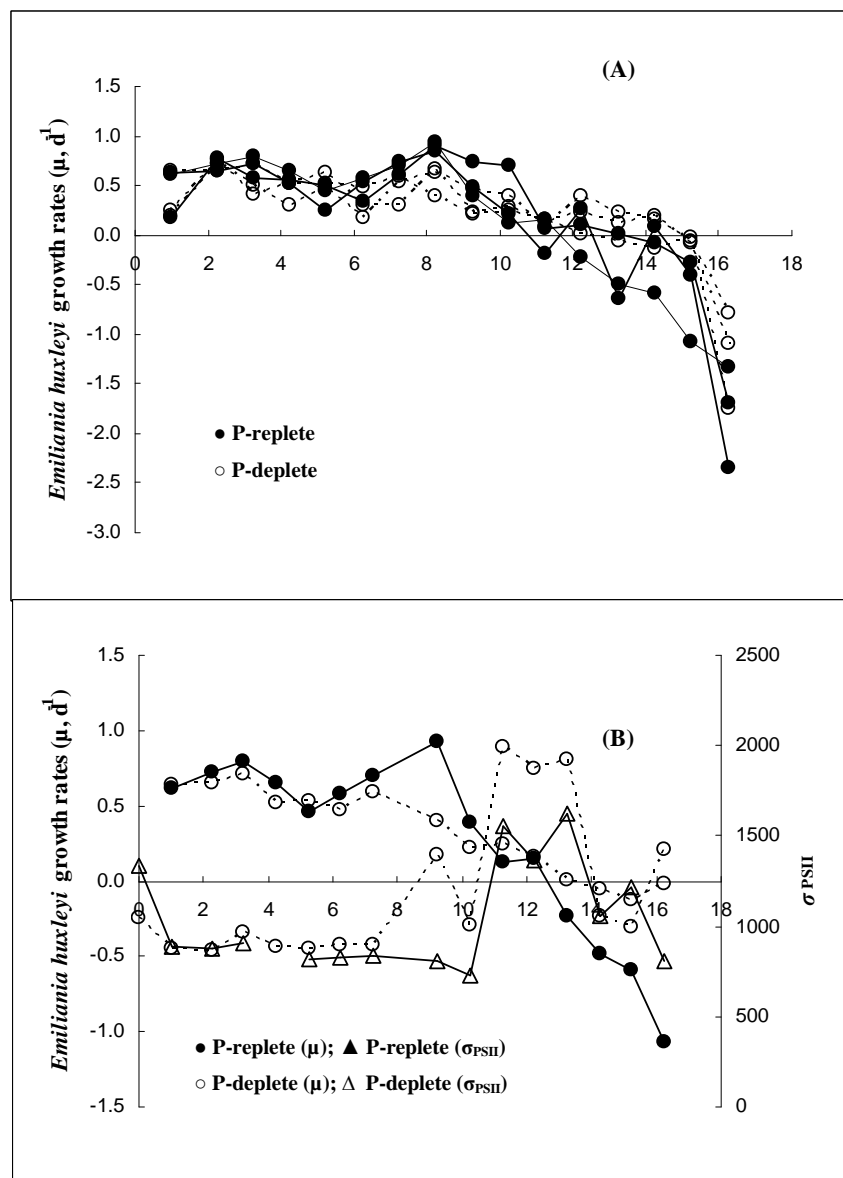 (A)
1.5
1.0
0.5
0.0
-0.5
-1.0
-1.5
-2.0
-2.5
-3.0
0 2 4 6 8 10 12 14 16 18
Emiliania huxleyi growth rates (µ, d-1)
● P-replete
○ P-deplete
(B)
1.5
1.0
0.5
0.0
-0.5
-1.0
-1.5
0 2 4 6 8 10 12 14 16 18
2500
2000
1500
1000
500
0
Emiliania huxleyi growth rates (µ, d-1)
σ PSII
● P-replete (µ); ▲ P-replete (σPSII)
○ P-deplete (µ); Δ P-deplete (σPSII)